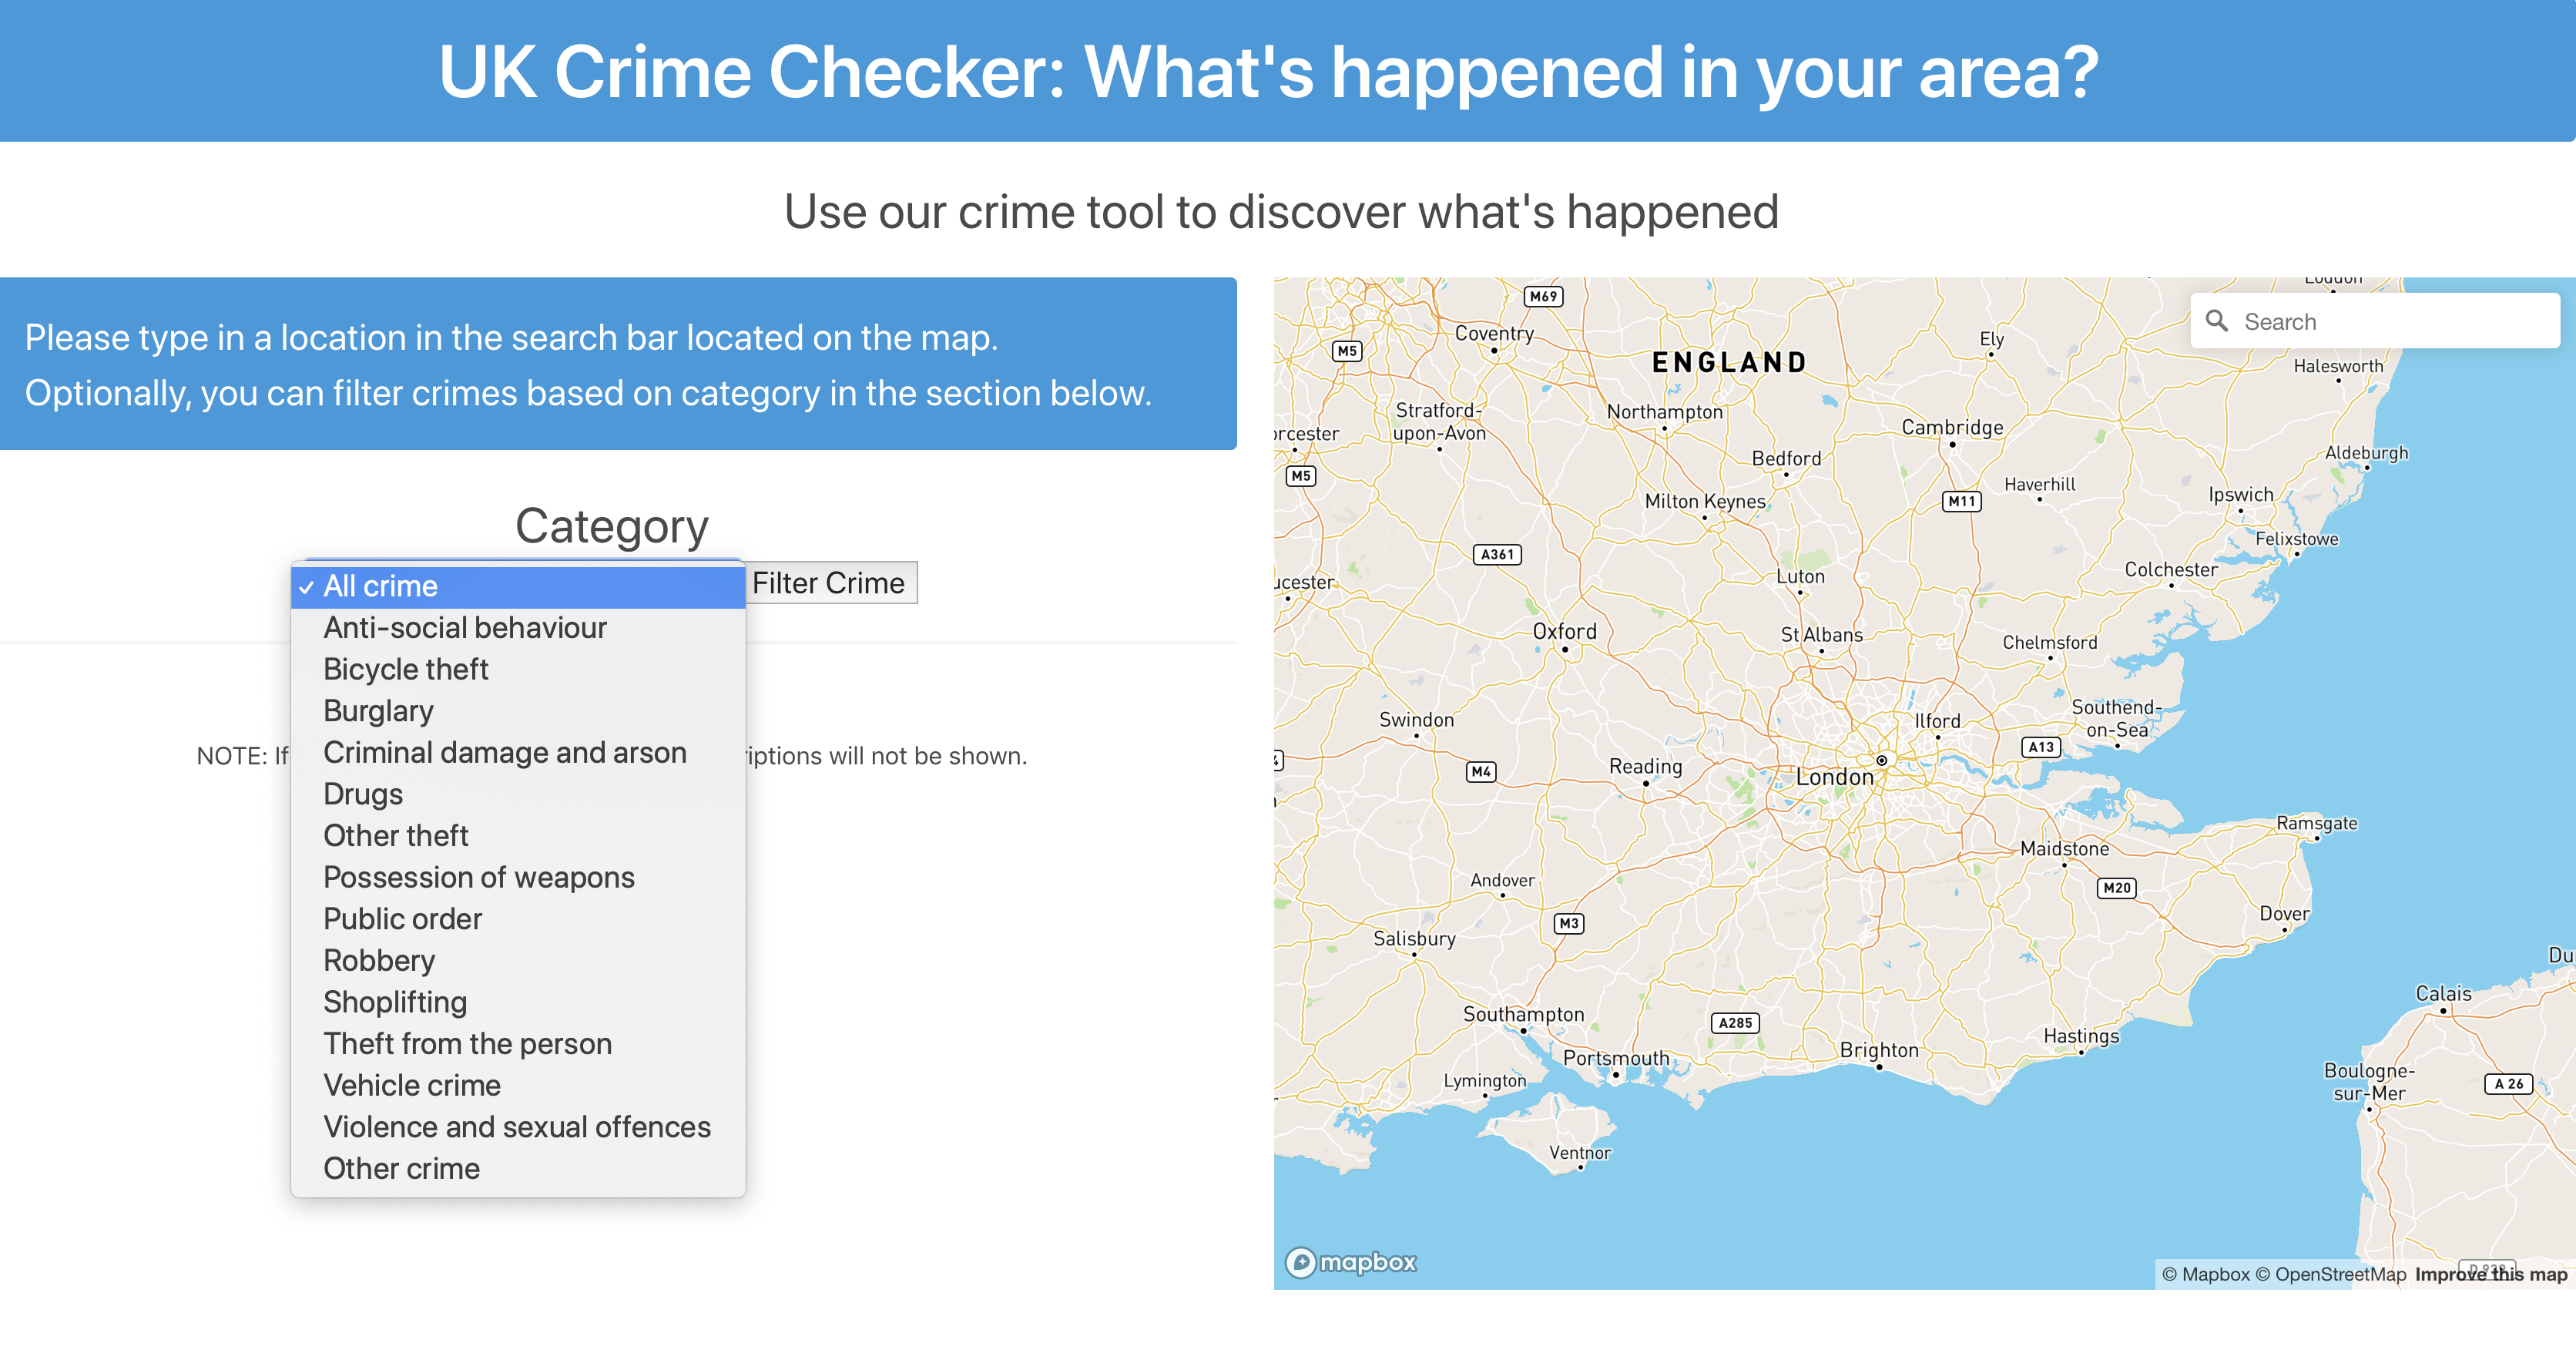 UK Crime Checker: What's happened in your area?
Use our crime tool to discover what's happened
Please type in a location in the search bar located on the map.
Optionally, you can filter crimes based on category in the section below.
Category
✓ All crime
Filter Crime
Anti-social behaviour
Bicycle theft
Burglary
Criminal damage and arson
Drugs
Other theft
Possession of weapons
Public order
Robbery
Shoplifting
Theft from the person
Vehicle crime
Violence and sexual offences
Other crime
NOTE: If
riptions will not be shown.
Search
M69
Coventry
M5
ENGLAND
Ely
Halesworth
Stratford-
upon-Avon
Northampton
orcester
Cambridge
Bedford
Aldeburgh
M5
Milton Keynes
M11
Haverhill
Ipswich
A361
Felixstowe
ucester
Luton
Colchester
Oxford
St Albans
Chelmsford
Swindon
Ilford
Southend-
on-Sea
A13
M4
Reading
London
Ramsgate
Maidstone
Andover
M20
M3
Dover
Salisbury
Du
Calais
Southampton
A285
Hastings
Portsmouth
Brighton
Lymington
Boulogne-
sur-Mer
A 26
Ventnor
mapbox
© Mapbox © OpenStreetMap Improve this map